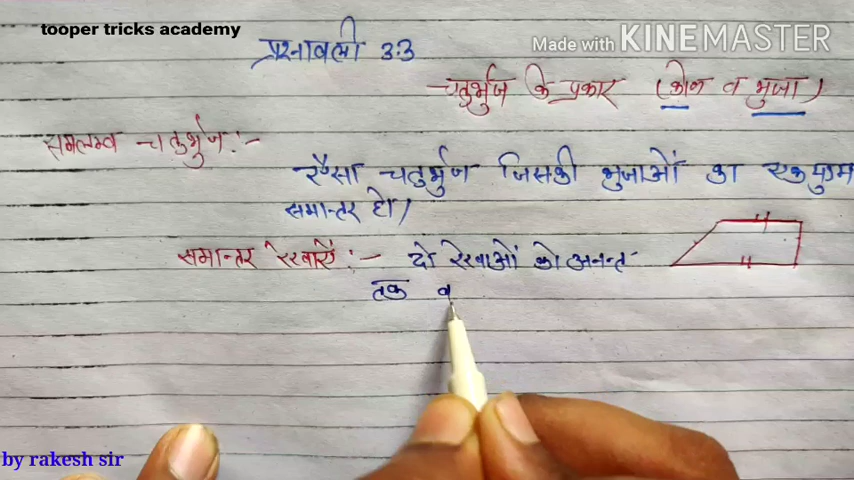 tooper tricks academy
Made with KINEMASTER
प्रश्नावली 3.3
चतुर्भुज के प्रकार (कोण व भुजा)
समलम्ब चतुर्भुज :-
ऐसा चतुर्भुज जिसकी भुजाओं का एक युग्म
समान्तर हो।
समान्तर रेखाऐं :- दो रेखाओं को अनन्त
तक व
by rakesh sir